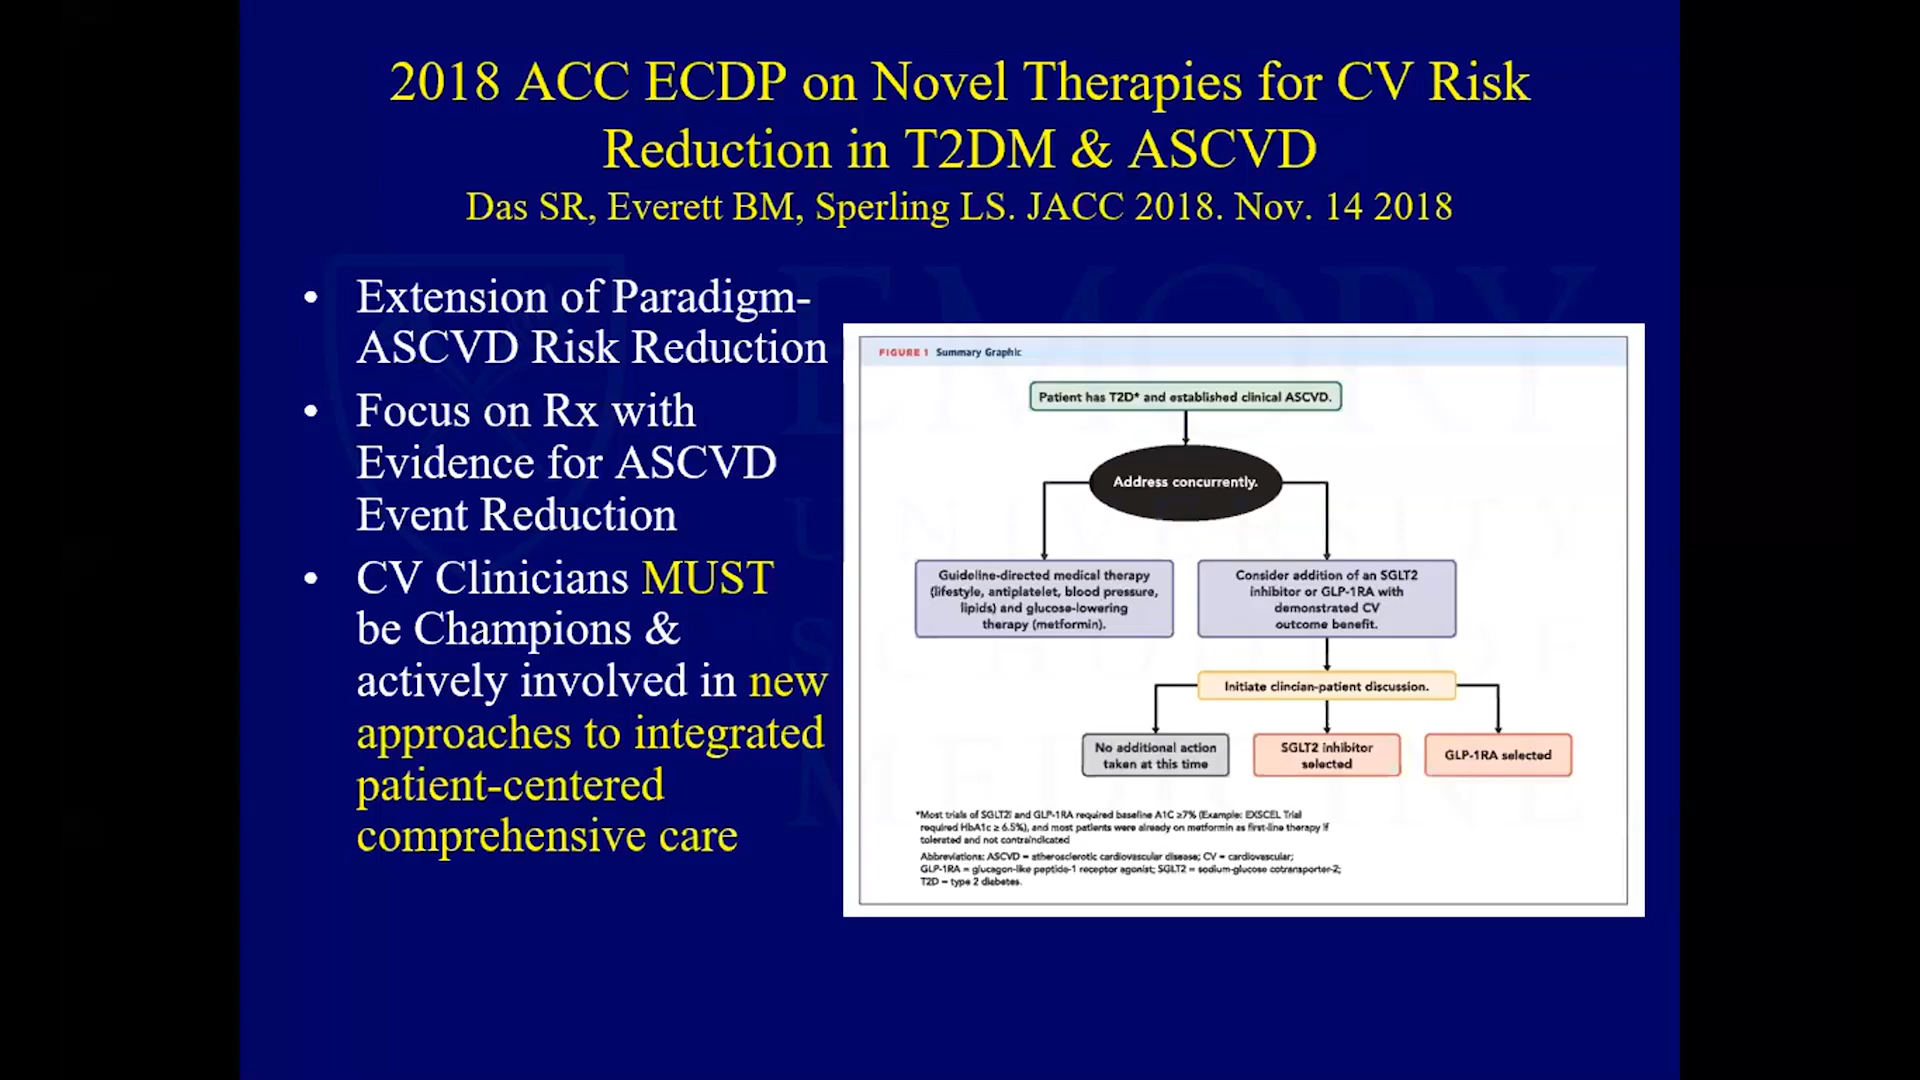 2018 ACC ECDP on Novel Therapies for CV Risk
Reduction in T2DM & ASCVD
Das SR, Everett BM, Sperling LS. JACC 2018. Nov. 14 2018
• Extension of Paradigm-
ASCVD Risk Reduction
• Focus on Rx with
Evidence for ASCVD
Event Reduction
• CV Clinicians MUST
be Champions &
actively involved in new
approaches to integrated
patient-centered
comprehensive care
FIGURE 1 Summary Graphic
Patient has T2D* and established clinical ASCVD.
Address concurrently.
Guideline-directed medical therapy
(lifestyle, antiplatelet, blood pressure,
lipids) and glucose-lowering
therapy (metformin).
Consider addition of an SGLT2
inhibitor or GLP-1RA with
demonstrated CV
outcome benefit.
Initiate clincian-patient discussion.
No additional action
taken at this time
SGLT2 inhibitor
selected
GLP-1RA selected
*Most trials of SGLT2i and GLP-1RA required baseline A1C ≥7% (Example: EXSCEL Trial
required HbA1c ≥ 6.5%), and most patients were already on metformin as first-line therapy if
tolerated and not contraindicated
Abbreviations: ASCVD = atherosclerotic cardiovascular disease; CV = cardiovascular;
GLP-1RA = glucagon-like peptide-1 receptor agonist; SGLT2 = sodium-glucose cotransporter-2;
T2D = type 2 diabetes.
EMORY
UNIVERSITY
SCHOOL OF
MEDICINE